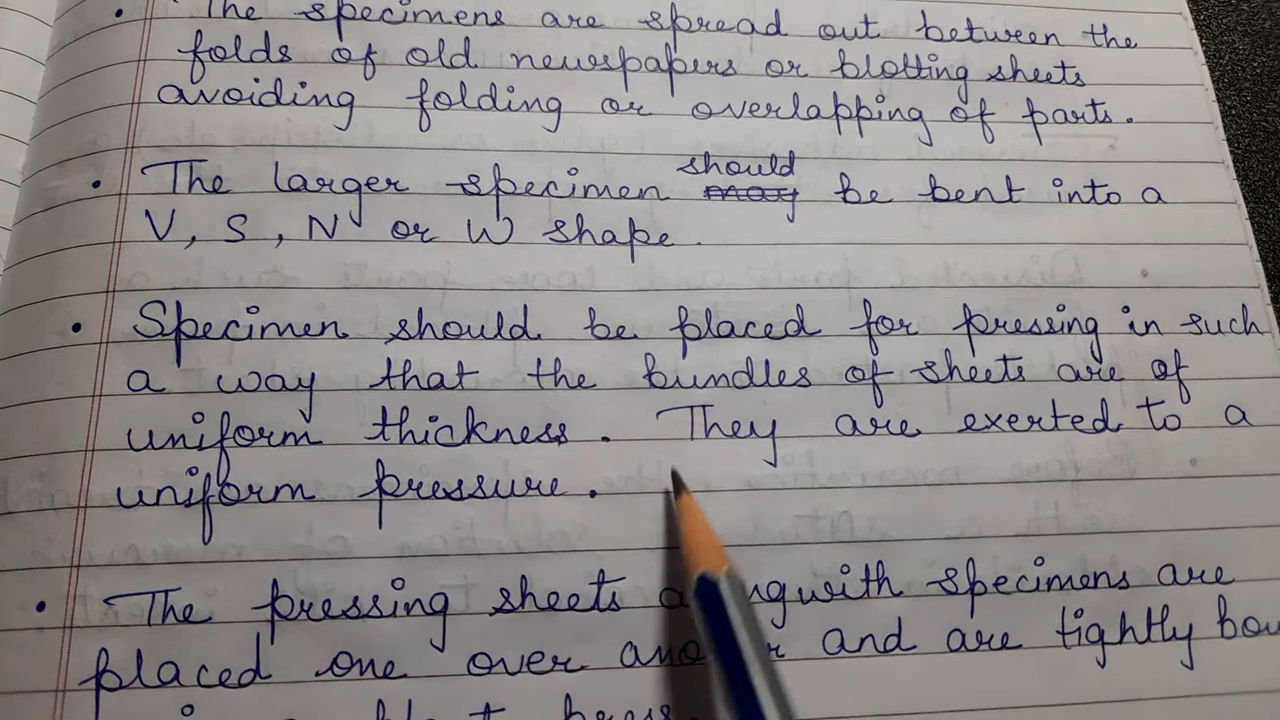 • The specimens are spread out between the
folds of old newspapers or blotting sheets
avoiding folding or overlapping of parts.
• The larger specimen should may be bent into a
V, S, N or W shape.
• Specimen should be placed for pressing in such
a way that the bundles of sheets are of
uniform thickness. They are exerted to a
uniform pressure.
• The pressing sheets with specimens are
placed one over and are tightly